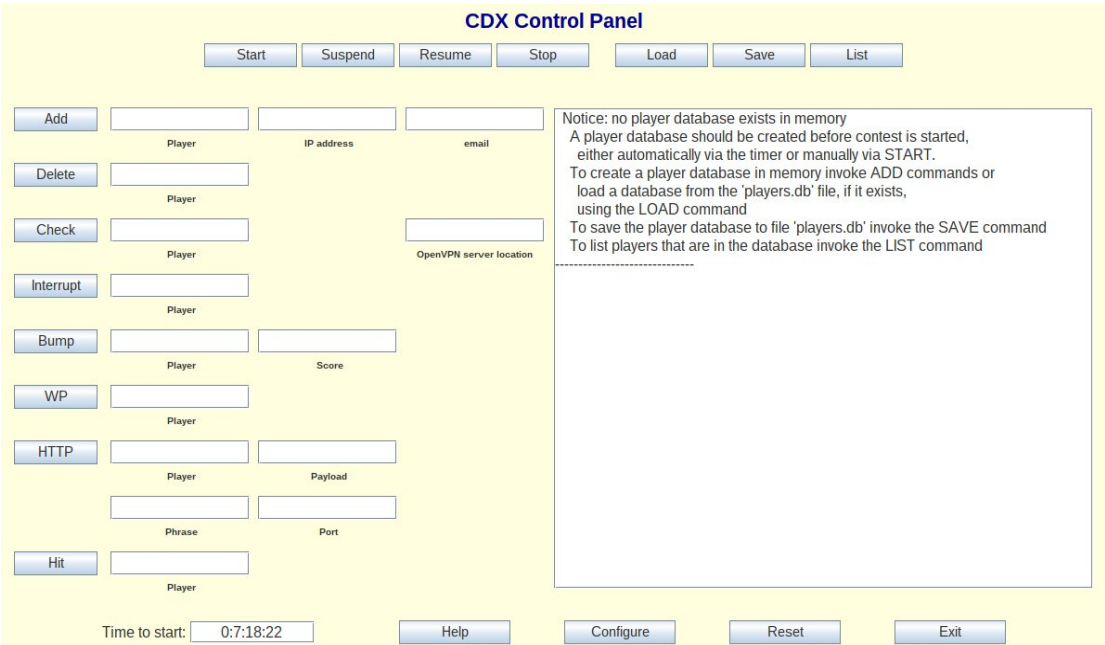 CDX Control Panel
Start Suspend Resume Stop Load Save List
Add
Player IP address email
Delete
Player
Check
Player OpenVPN server location
Interrupt
Player
Bump
Player Score
WP
Player
HTTP
Player Payload
Phrase Port
Hit
Player
Notice: no player database exists in memory
A player database should be created before contest is started,
either automatically via the timer or manually via START.
To create a player database in memory invoke ADD commands or
load a database from the 'players.db' file, if it exists,
using the LOAD command
To save the player database to file 'players.db' invoke the SAVE command
To list players that are in the database invoke the LIST command
------------------------------
Time to start: 0:7:18:22 Help Configure Reset Exit